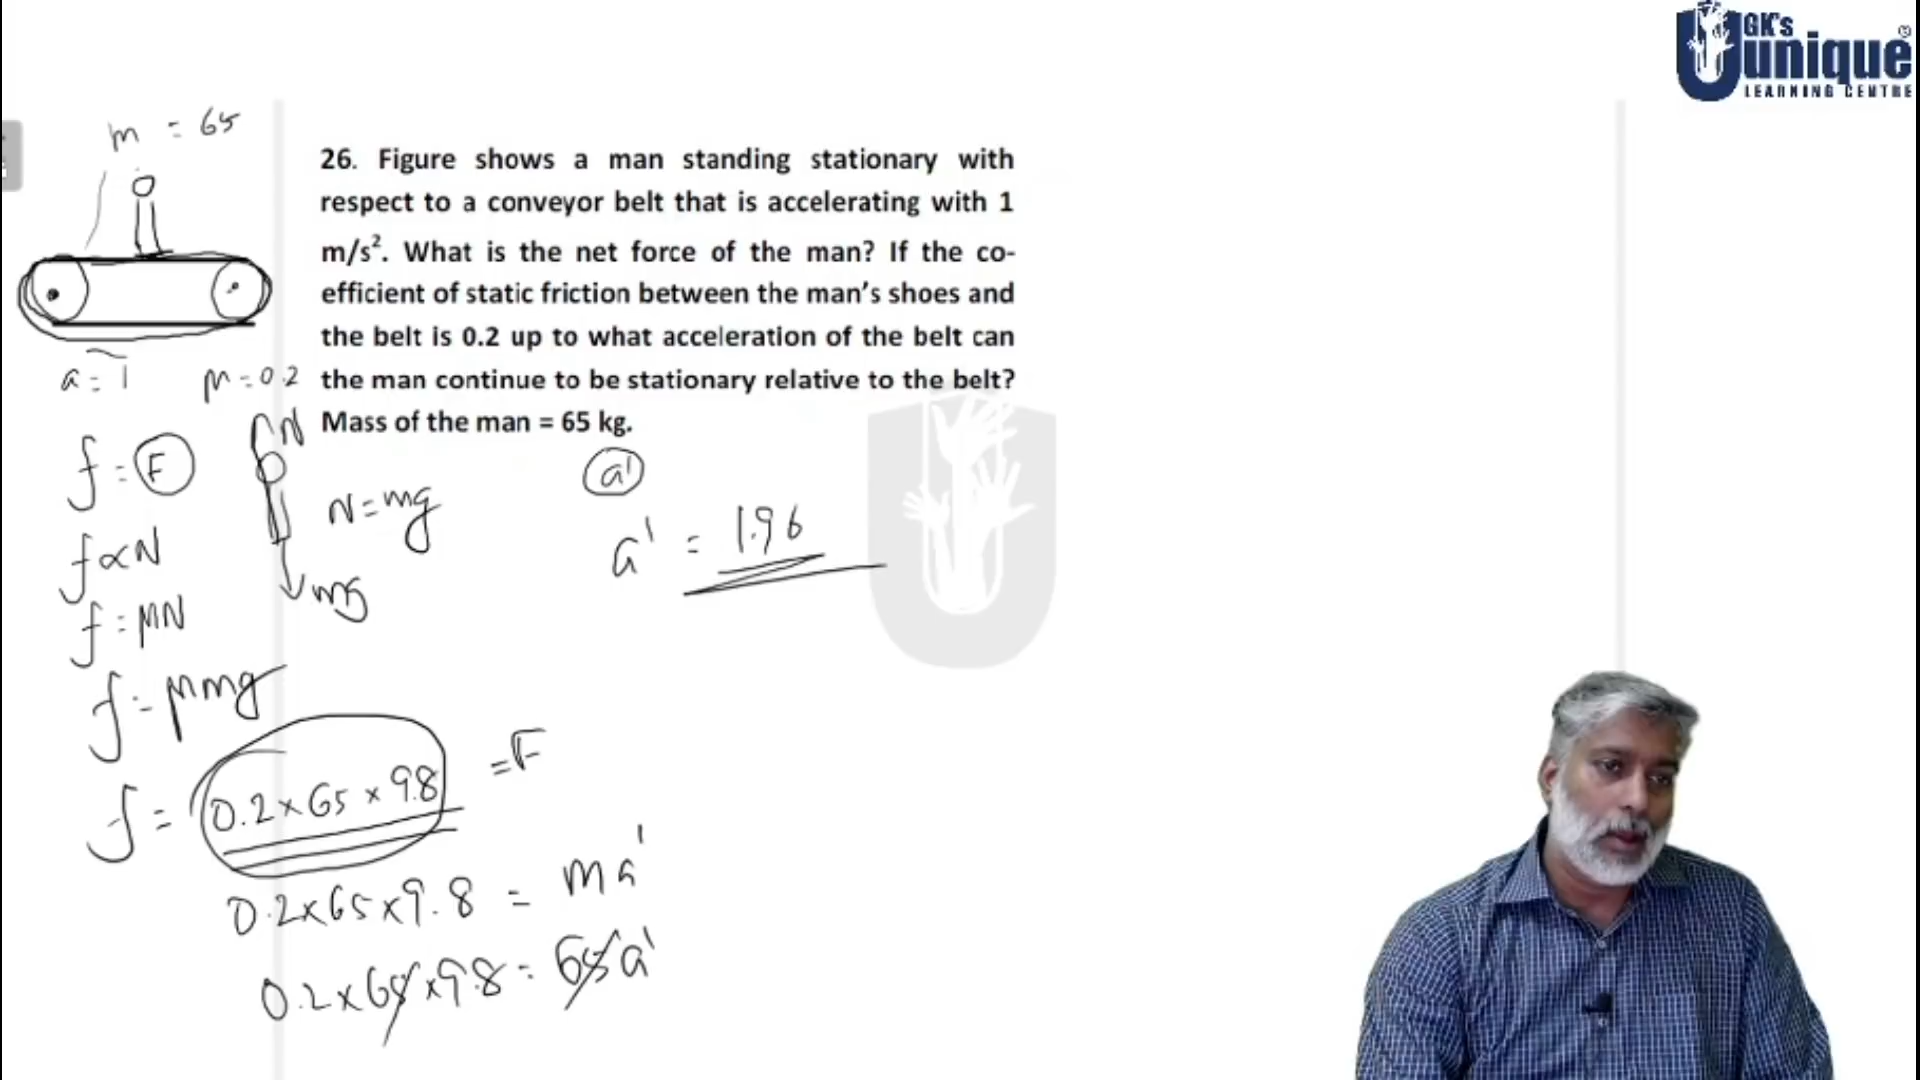 GK's
unique
LEARNING CENTRE
m = 65
26. Figure shows a man standing stationary with
respect to a conveyor belt that is accelerating with 1
m/s². What is the net force of the man? If the co-
efficient of static friction between the man's shoes and
the belt is 0.2 up to what acceleration of the belt can
the man continue to be stationary relative to the belt?
Mass of the man = 65 kg.
a = 1
μ = 0.2
f = F
N
N = mg
mg
f ∝ N
f = μN
f = μmg
f = 0.2 × 65 × 9.8 = F
0.2 × 65 × 9.8 = ma'
0.2 × 65 × 9.8 = 65 a'
a'
a' = 1.96